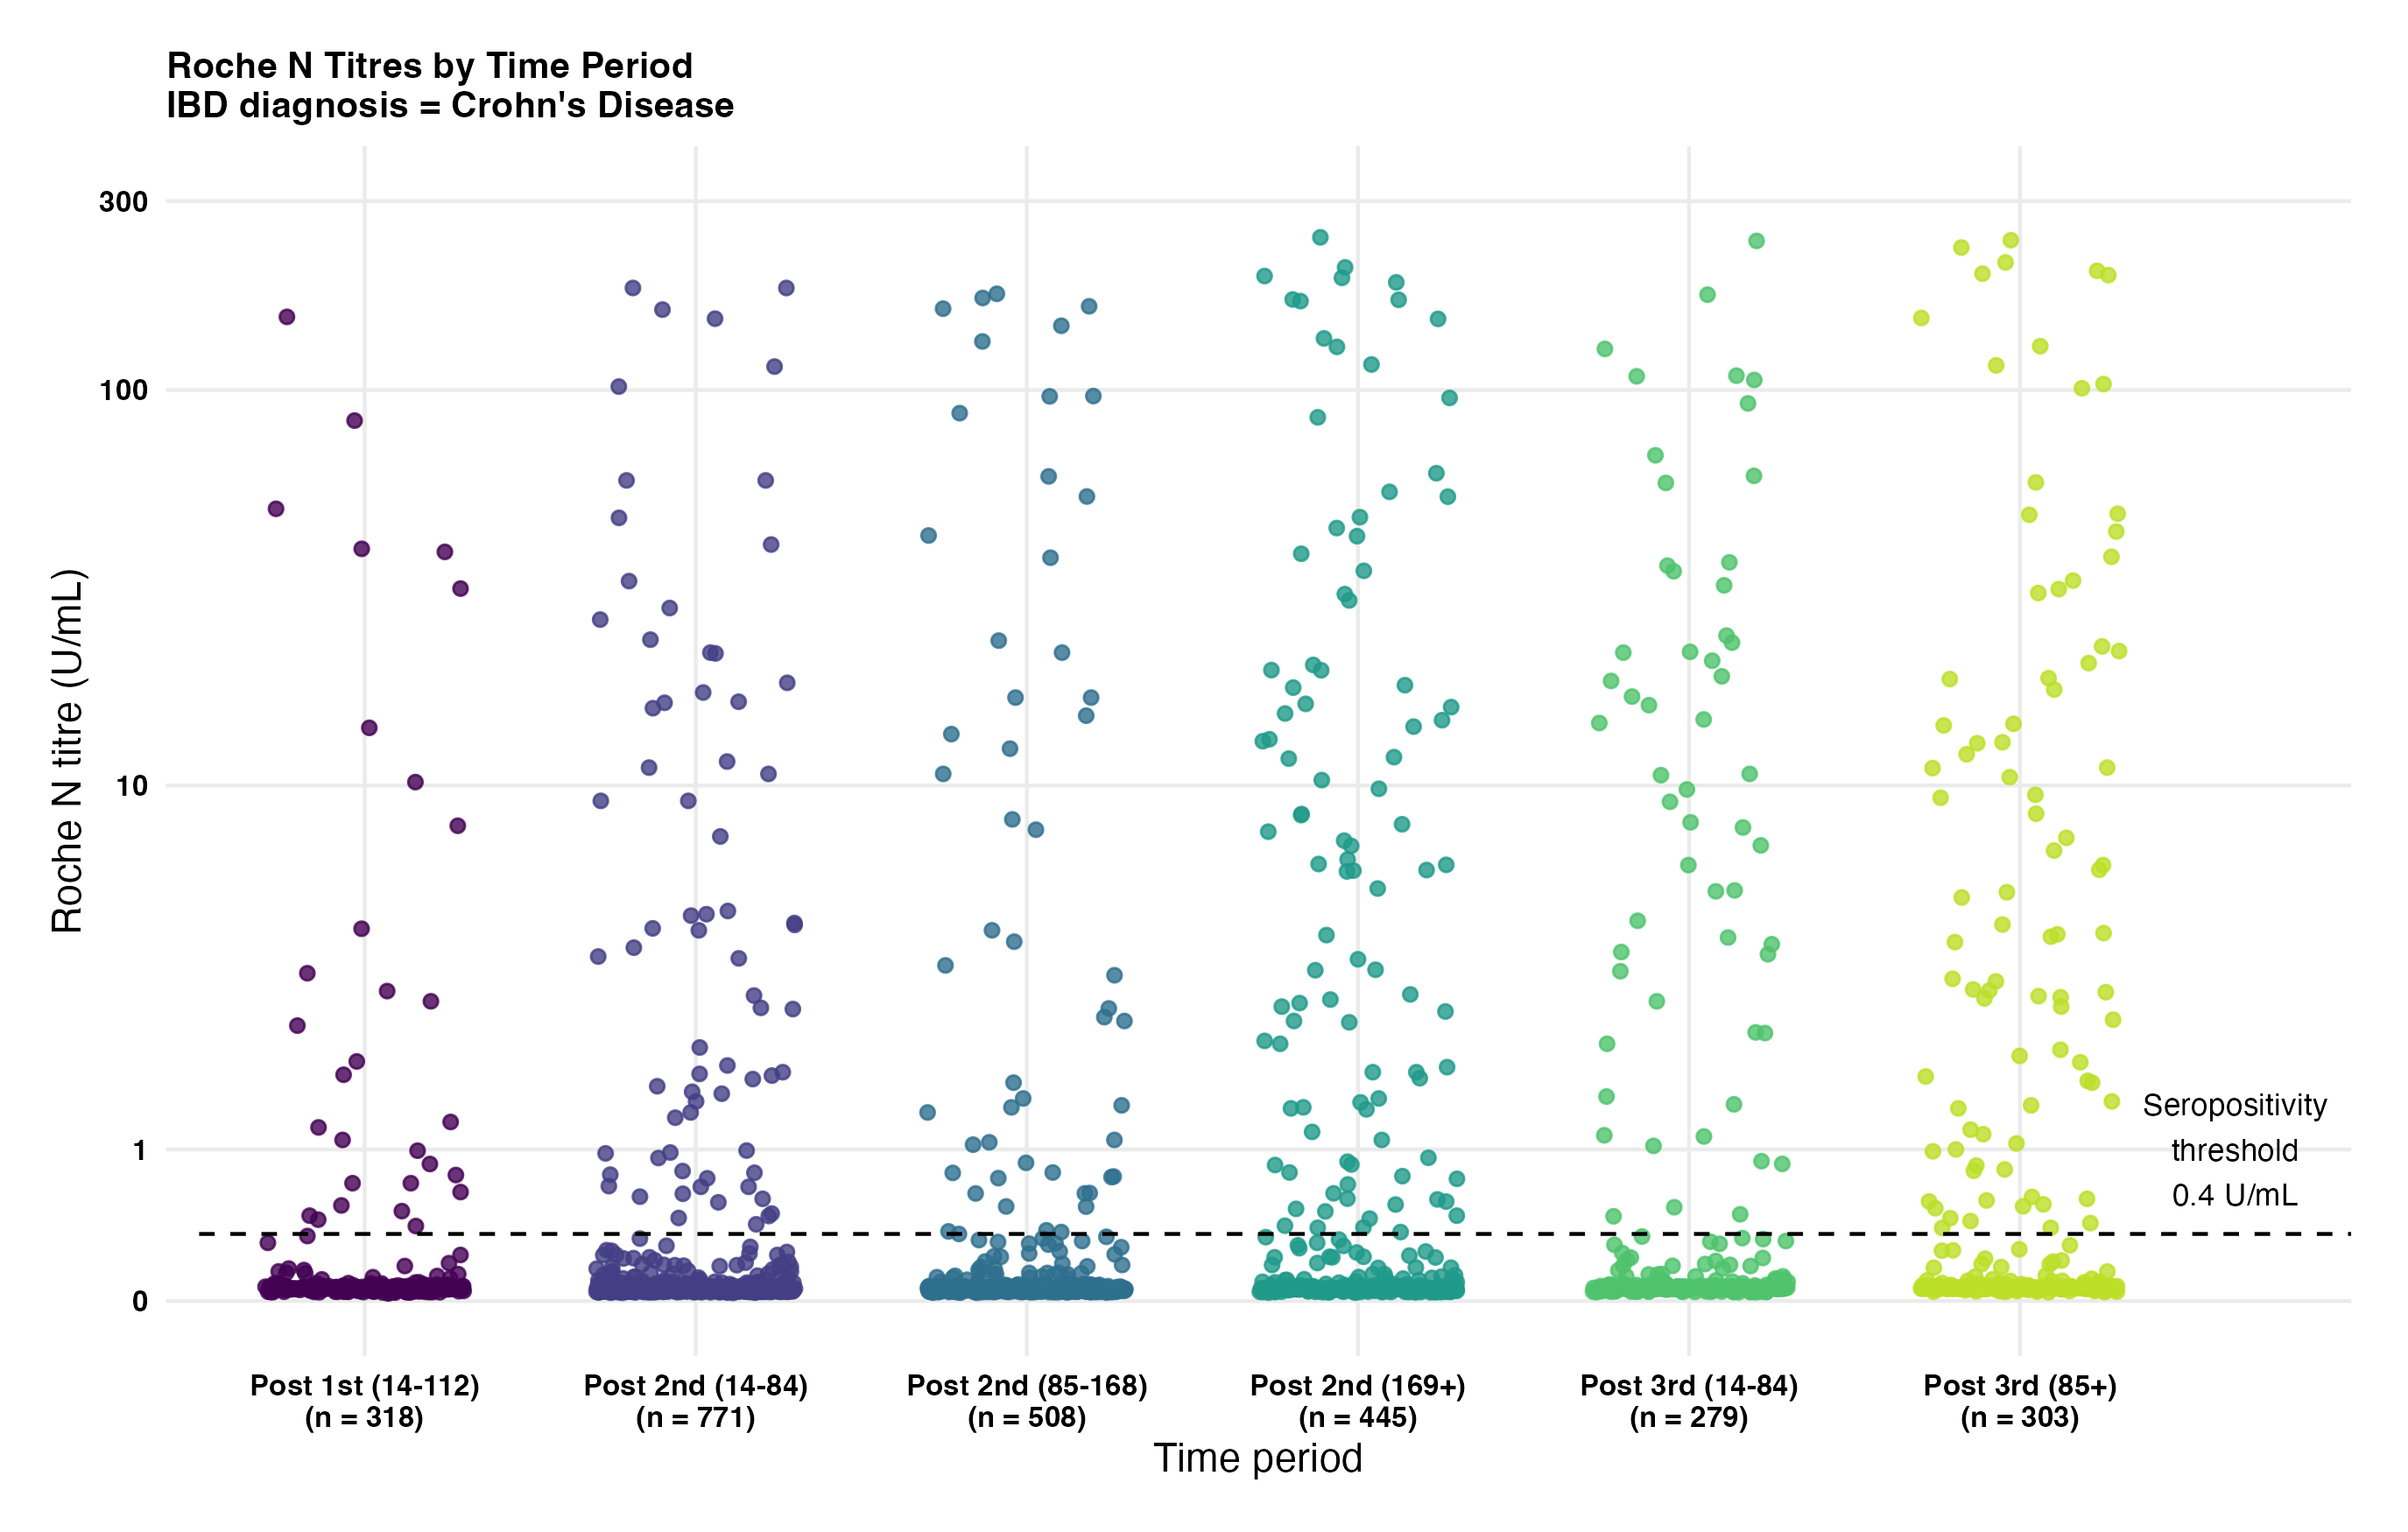 Roche N Titres by Time Period
IBD diagnosis = Crohn's Disease
Roche N titre (U/mL)
300
100
10
1
0
Seropositivity
threshold
0.4 U/mL
Post 1st (14-112)
(n = 318)
Post 2nd (14-84)
(n = 771)
Post 2nd (85-168)
(n = 508)
Post 2nd (169+)
(n = 445)
Post 3rd (14-84)
(n = 279)
Post 3rd (85+)
(n = 303)
Time period